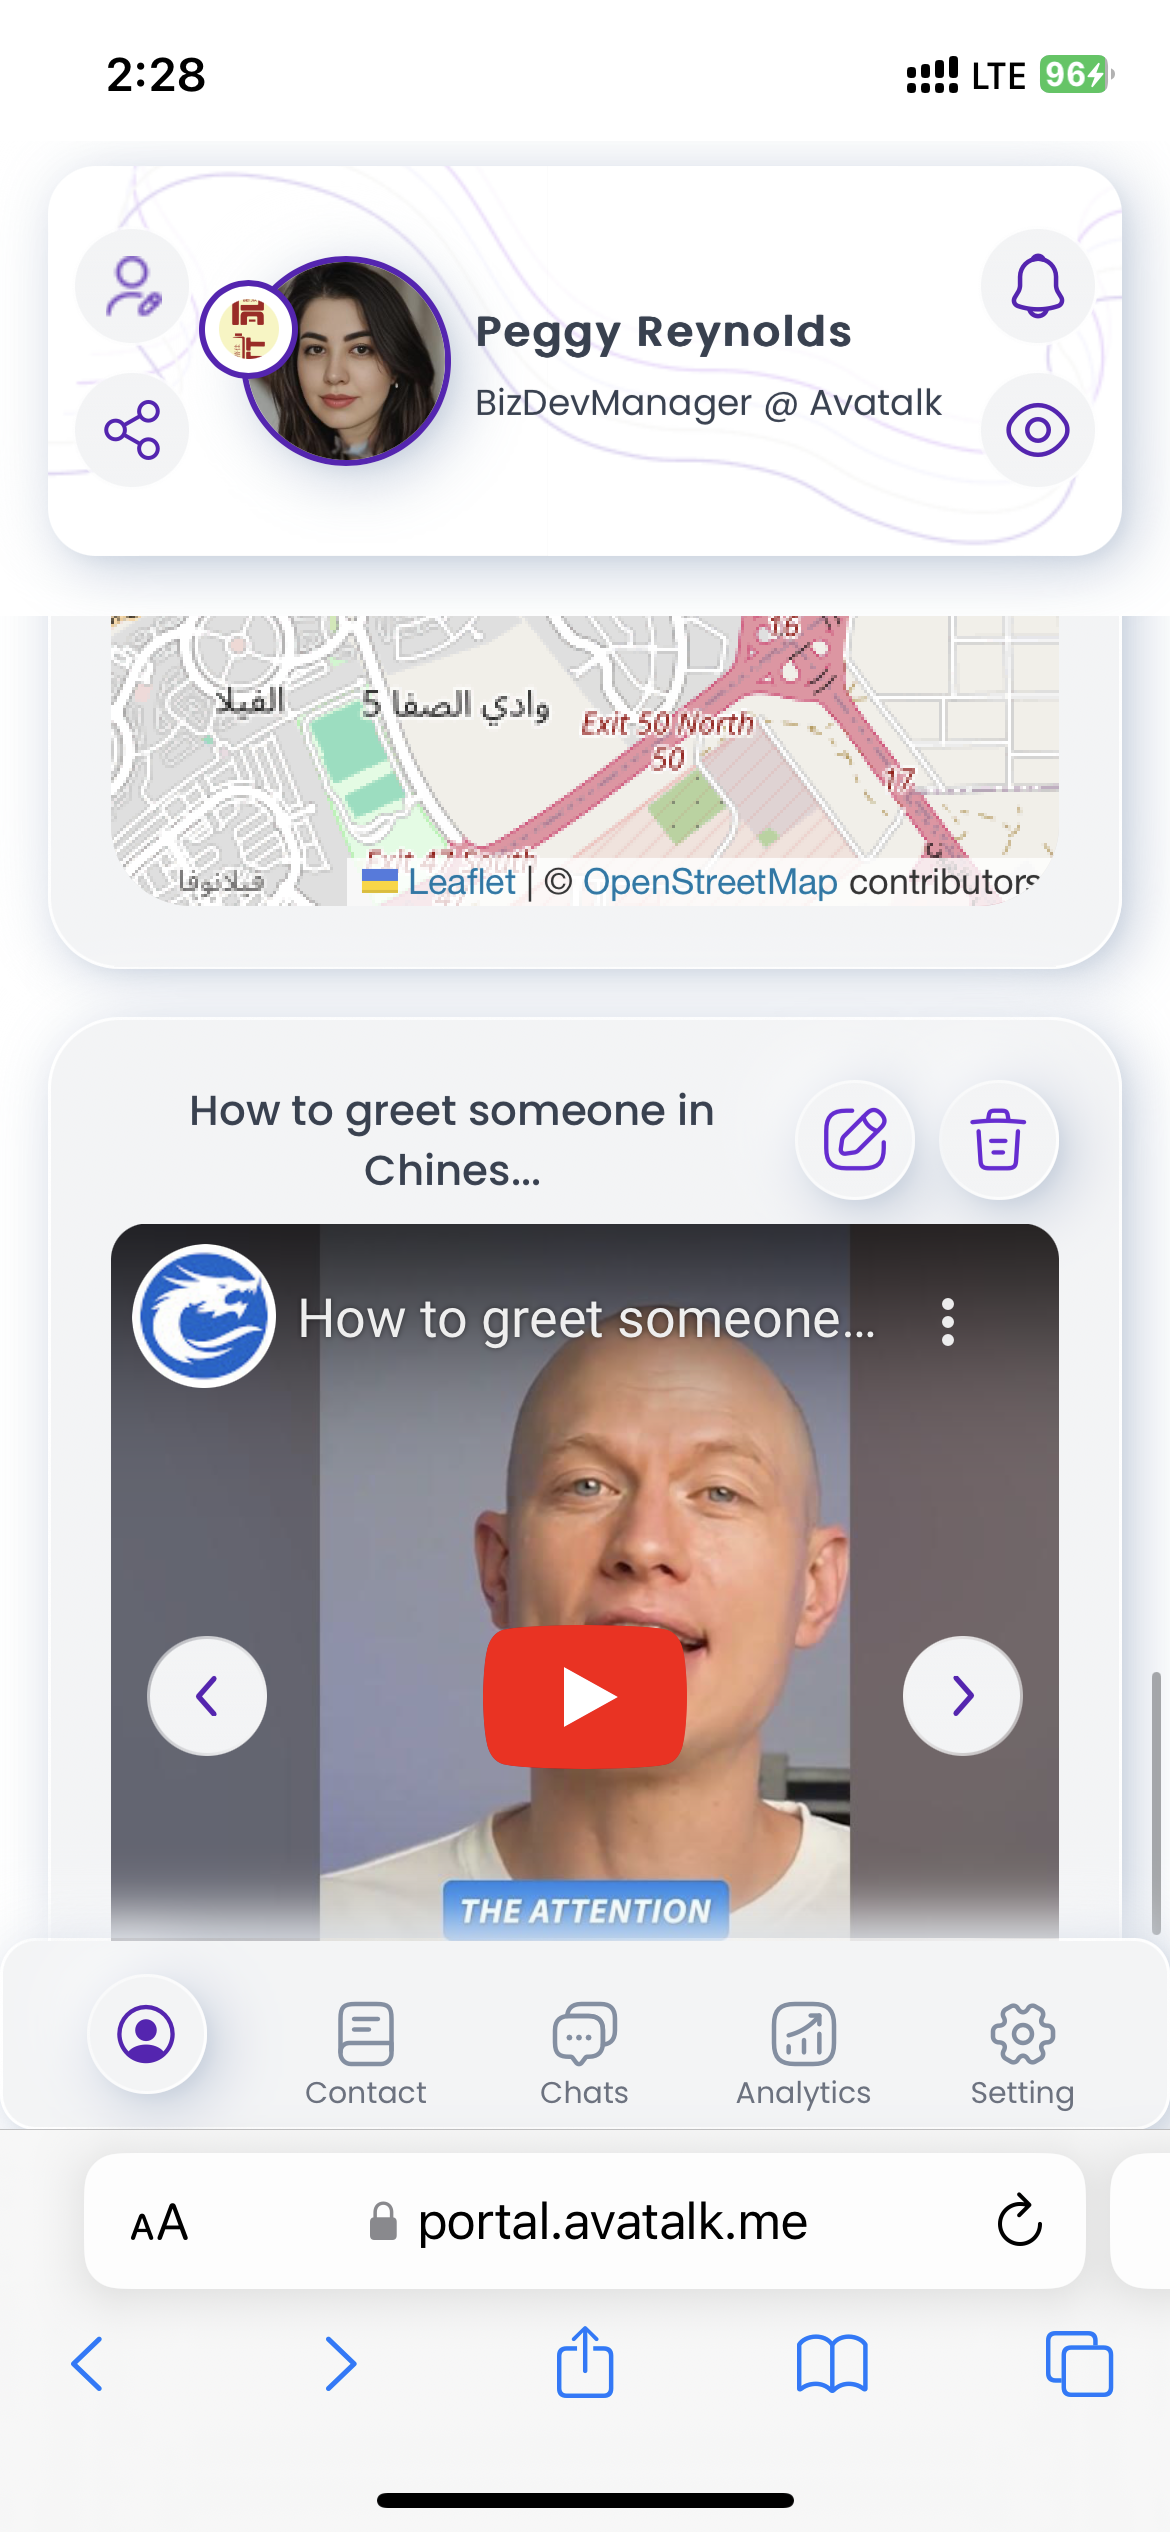 2:28
LTE 96
Peggy Reynolds
BizDevManager @ Avatalk
16
الفيلا
وادي الصفا 5
Exit 50 North
50
17
Exit 47 South
47
فيلانوفا
Leaflet | © OpenStreetMap contributors
How to greet someone in
Chines...
How to greet someone...
THE ATTENTION
Contact
Chats
Analytics
Setting
AA
portal.avatalk.me